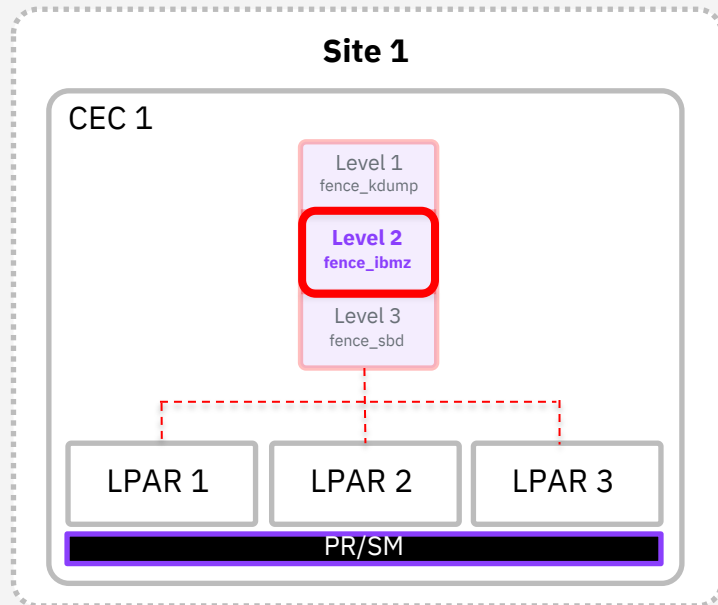 Site 1
CEC 1
Level 1
fence_kdump
Level 2
fence_ibmz
Level 3
fence_sbd
LPAR 1
LPAR 2
LPAR 3
PR/SM